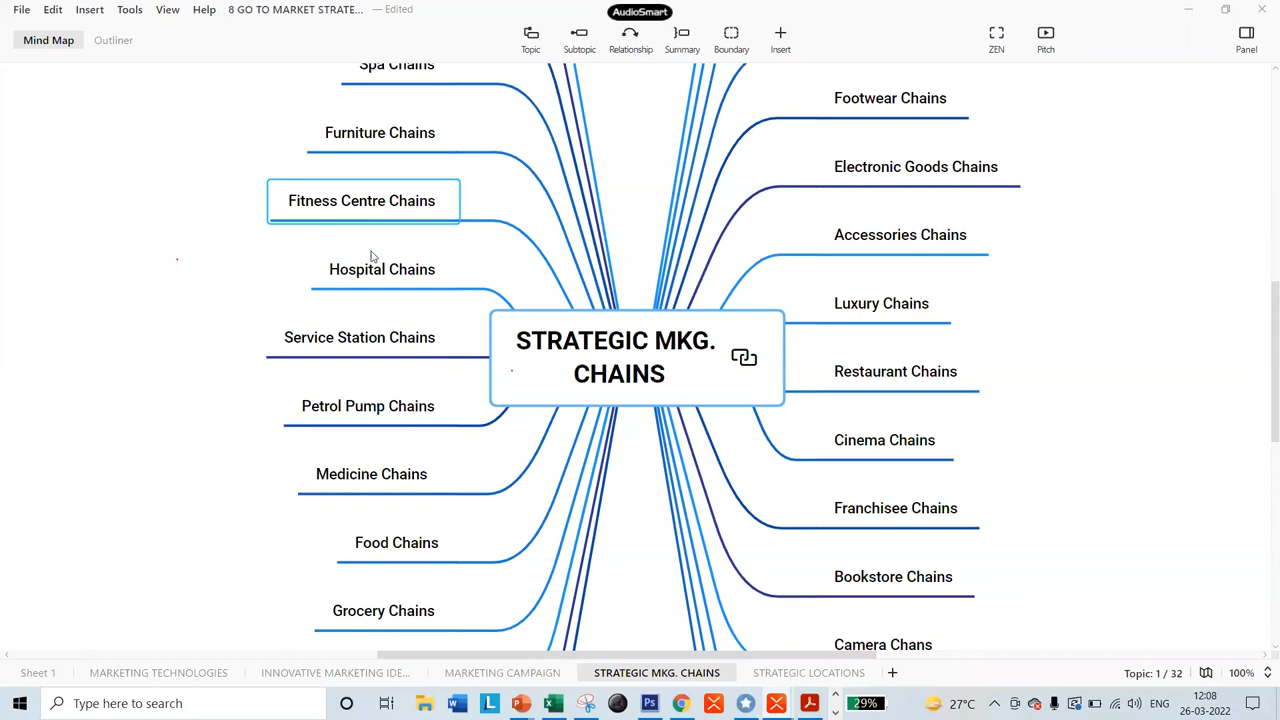 File Edit Insert Tools View Help 8 GO TO MARKET STRATE... — Edited
AudioSmart
Mind Map Outliner
Topic Subtopic Relationship Summary Boundary Insert ZEN Pitch Panel
Spa Chains
Furniture Chains
Fitness Centre Chains
Hospital Chains
Service Station Chains
Petrol Pump Chains
Medicine Chains
Food Chains
Grocery Chains
STRATEGIC MKG.
CHAINS
Footwear Chains
Electronic Goods Chains
Accessories Chains
Luxury Chains
Restaurant Chains
Cinema Chains
Franchisee Chains
Bookstore Chains
Camera Chans
Sheet 1 MARKETING TECHNOLOGIES INNOVATIVE MARKETING IDE... MARKETING CAMPAIGN STRATEGIC MKG. CHAINS STRATEGIC LOCATIONS Topic: 1 / 32 100%
Type here to search 29% 27°C ENG 12:08
26-03-2022